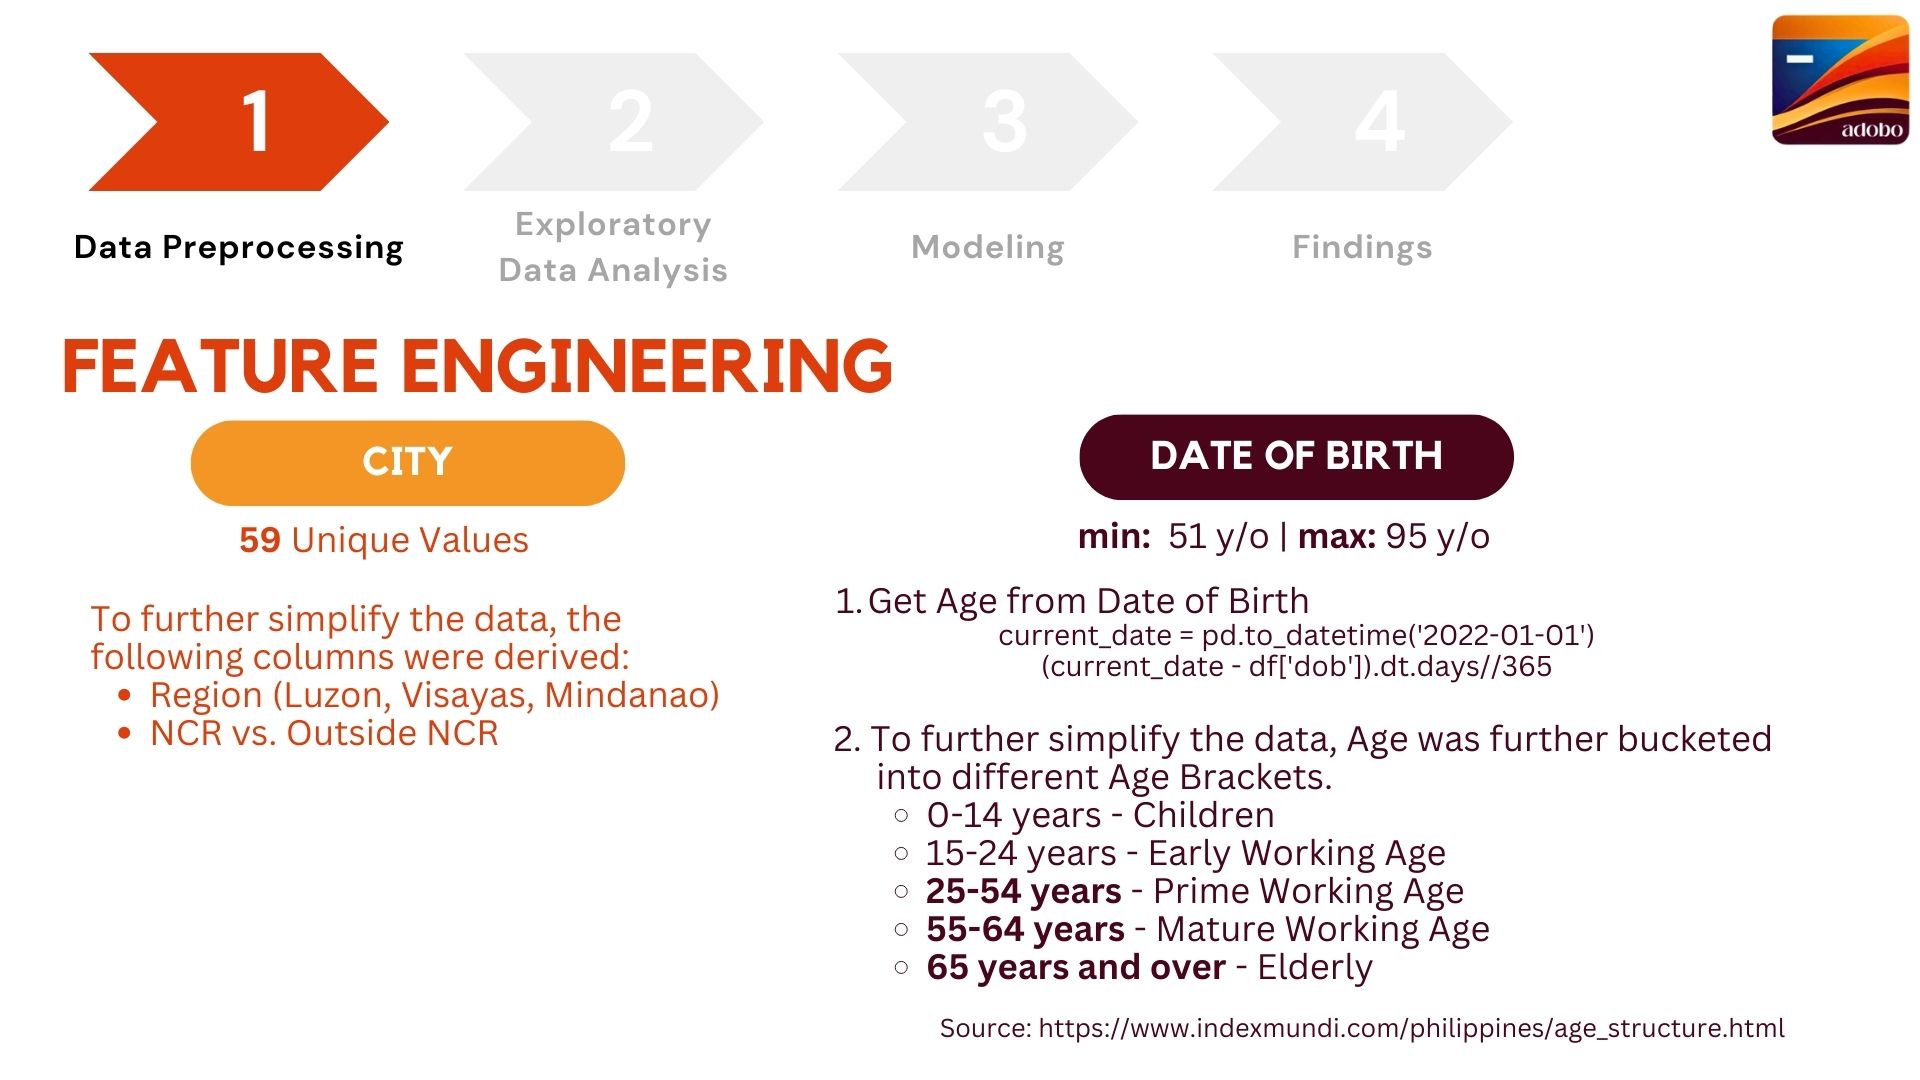 1
2
3
4
adobo
Data Preprocessing
Exploratory
Data Analysis
Modeling
Findings
FEATURE ENGINEERING
CITY
59 Unique Values
To further simplify the data, the
following columns were derived:
• Region (Luzon, Visayas, Mindanao)
• NCR vs. Outside NCR
DATE OF BIRTH
min: 51 y/o | max: 95 y/o
1. Get Age from Date of Birth
current_date = pd.to_datetime('2022-01-01')
(current_date - df['dob']).dt.days//365
2. To further simplify the data, Age was further bucketed
into different Age Brackets.
○ 0-14 years - Children
○ 15-24 years - Early Working Age
○ 25-54 years - Prime Working Age
○ 55-64 years - Mature Working Age
○ 65 years and over - Elderly
Source: https://www.indexmundi.com/philippines/age_structure.html